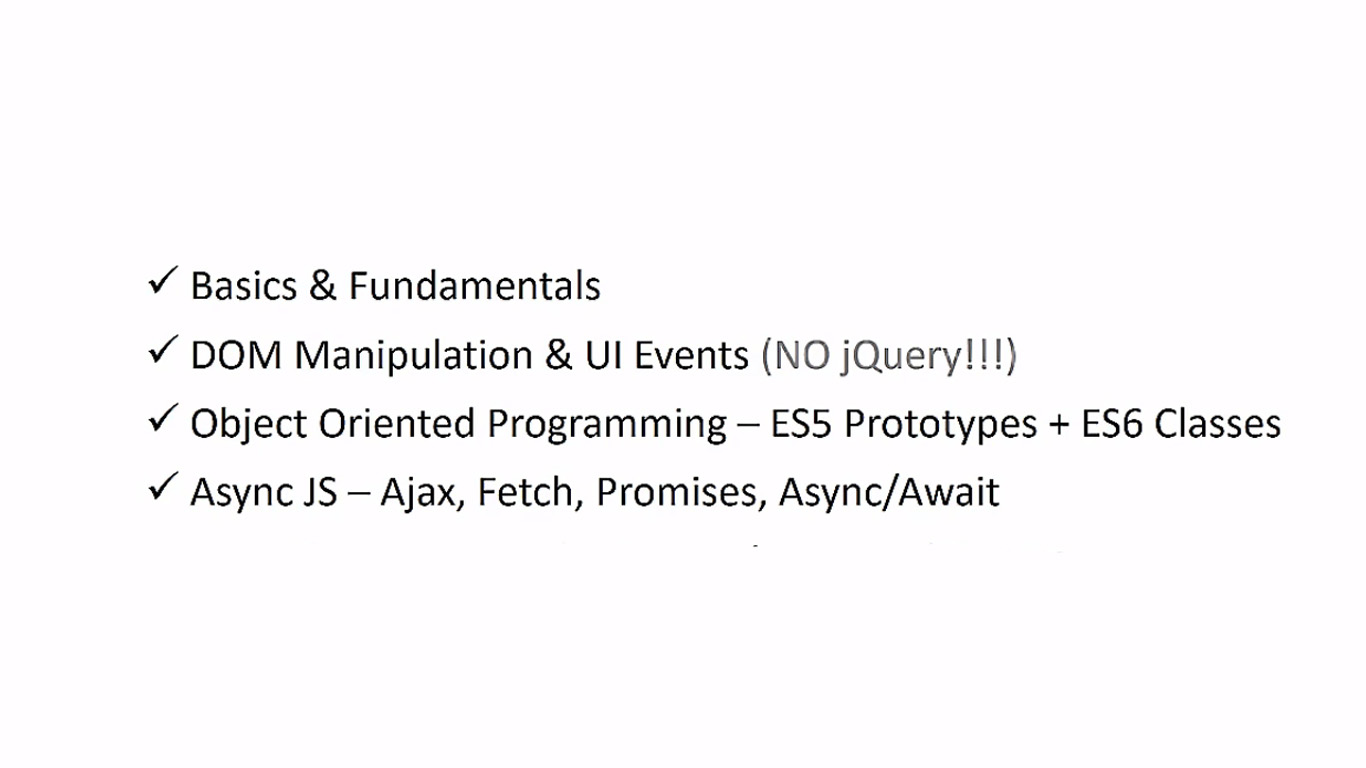 ✓ Basics & Fundamentals
✓ DOM Manipulation & UI Events (NO jQuery!!!)
✓ Object Oriented Programming – ES5 Prototypes + ES6 Classes
✓ Async JS – Ajax, Fetch, Promises, Async/Await